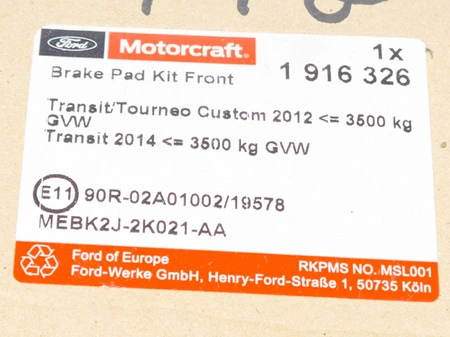 Ford
Motorcraft
1x
Brake Pad Kit Front
1 916 326
Transit/Tourneo Custom 2012 <= 3500 kg
GVW
Transit 2014 <= 3500 kg GVW
E11 90R-02A01002/19578
MEBK2J-2K021-AA
Ford of Europe
RKPMS NO. MSL001
Ford-Werke GmbH, Henry-Ford-Straße 1, 50735 Köln